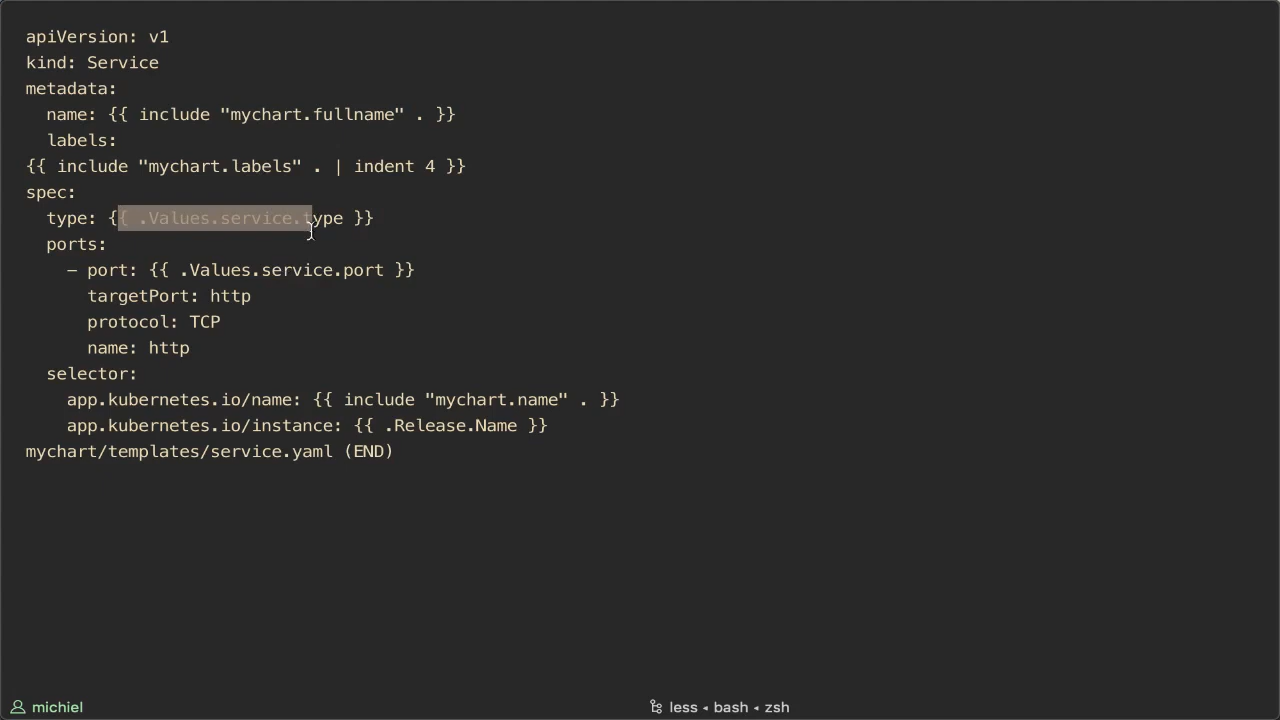 apiVersion: v1
kind: Service
metadata:
  name: {{ include "mychart.fullname" . }}
  labels:
{{ include "mychart.labels" . | indent 4 }}
spec:
  type: {{ .Values.service.type }}
  ports:
    – port: {{ .Values.service.port }}
      targetPort: http
      protocol: TCP
      name: http
  selector:
    app.kubernetes.io/name: {{ include "mychart.name" . }}
    app.kubernetes.io/instance: {{ .Release.Name }}
mychart/templates/service.yaml (END)
michiel
less ◂ bash ◂ zsh